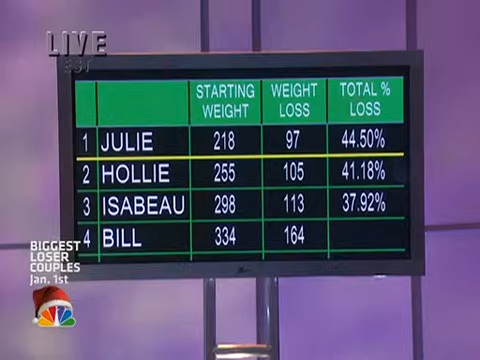 LIVE
EST
STARTING WEIGHT WEIGHT LOSS TOTAL % LOSS
1 JULIE 218 97 44.50%
2 HOLLIE 255 105 41.18%
3 ISABEAU 298 113 37.92%
4 BILL 334 164
BIGGEST
LOSER
COUPLES
Jan. 1st